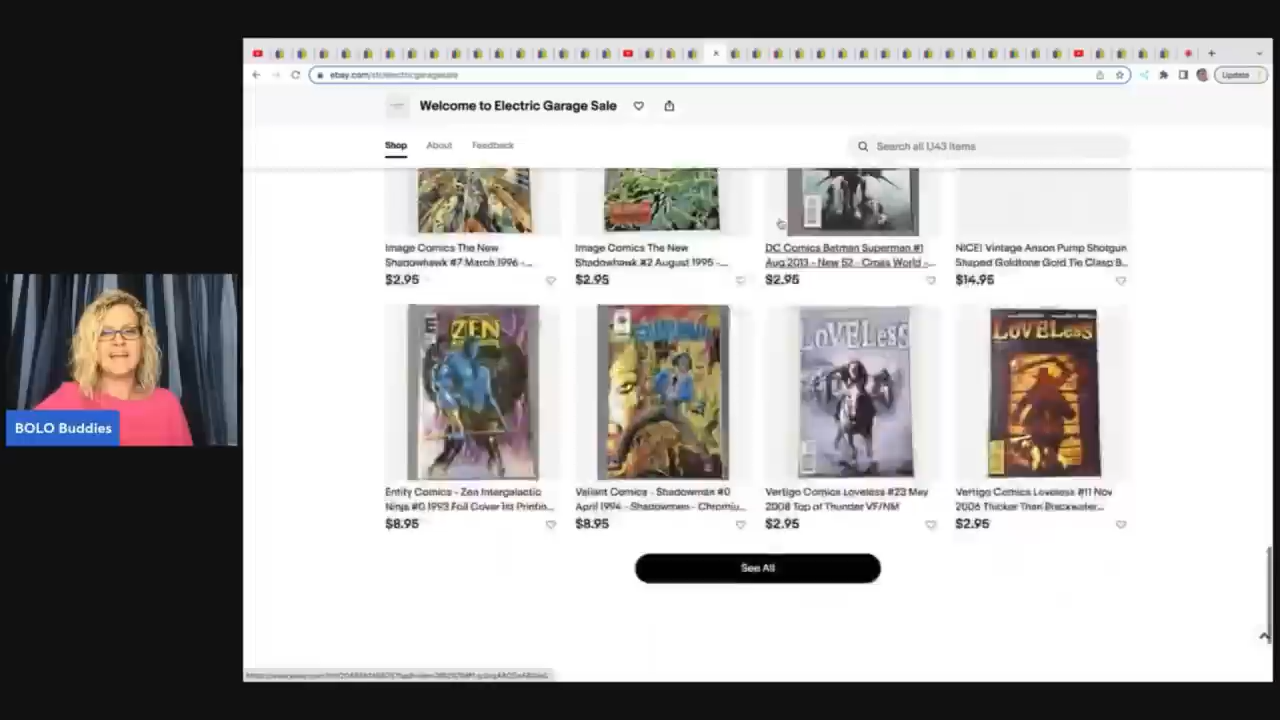 Update
ebay.com/str/electricgaragesale
Welcome to Electric Garage Sale
Shop
About
Feedback
Search all 1,143 items
Image Comics The New
Shadowhawk #7 March 1996 -...
$2.95
Image Comics The New
Shadowhawk #2 August 1995 -...
$2.95
DC Comics Batman Superman #1
Aug 2013 - New 52 - Cross World -...
$2.95
NICE! Vintage Anson Pump Shotgun
Shaped Goldtone Gold Tie Clasp B...
$14.95
ZEN
LOVELESS
LOVELESS
BOLO Buddies
Entity Comics - Zen Intergalactic
Ninja #0 1993 Foil Cover 1st Printin...
$8.95
Valiant Comics - Shadowman #0
April 1994 - Shadowmen - Chromiu...
$8.95
Vertigo Comics Loveless #23 May
2008 Tap of Thunder VF/NM
$2.95
Vertigo Comics Loveless #11 Nov
2006 Thicker Than Blackwater...
$2.95
See All